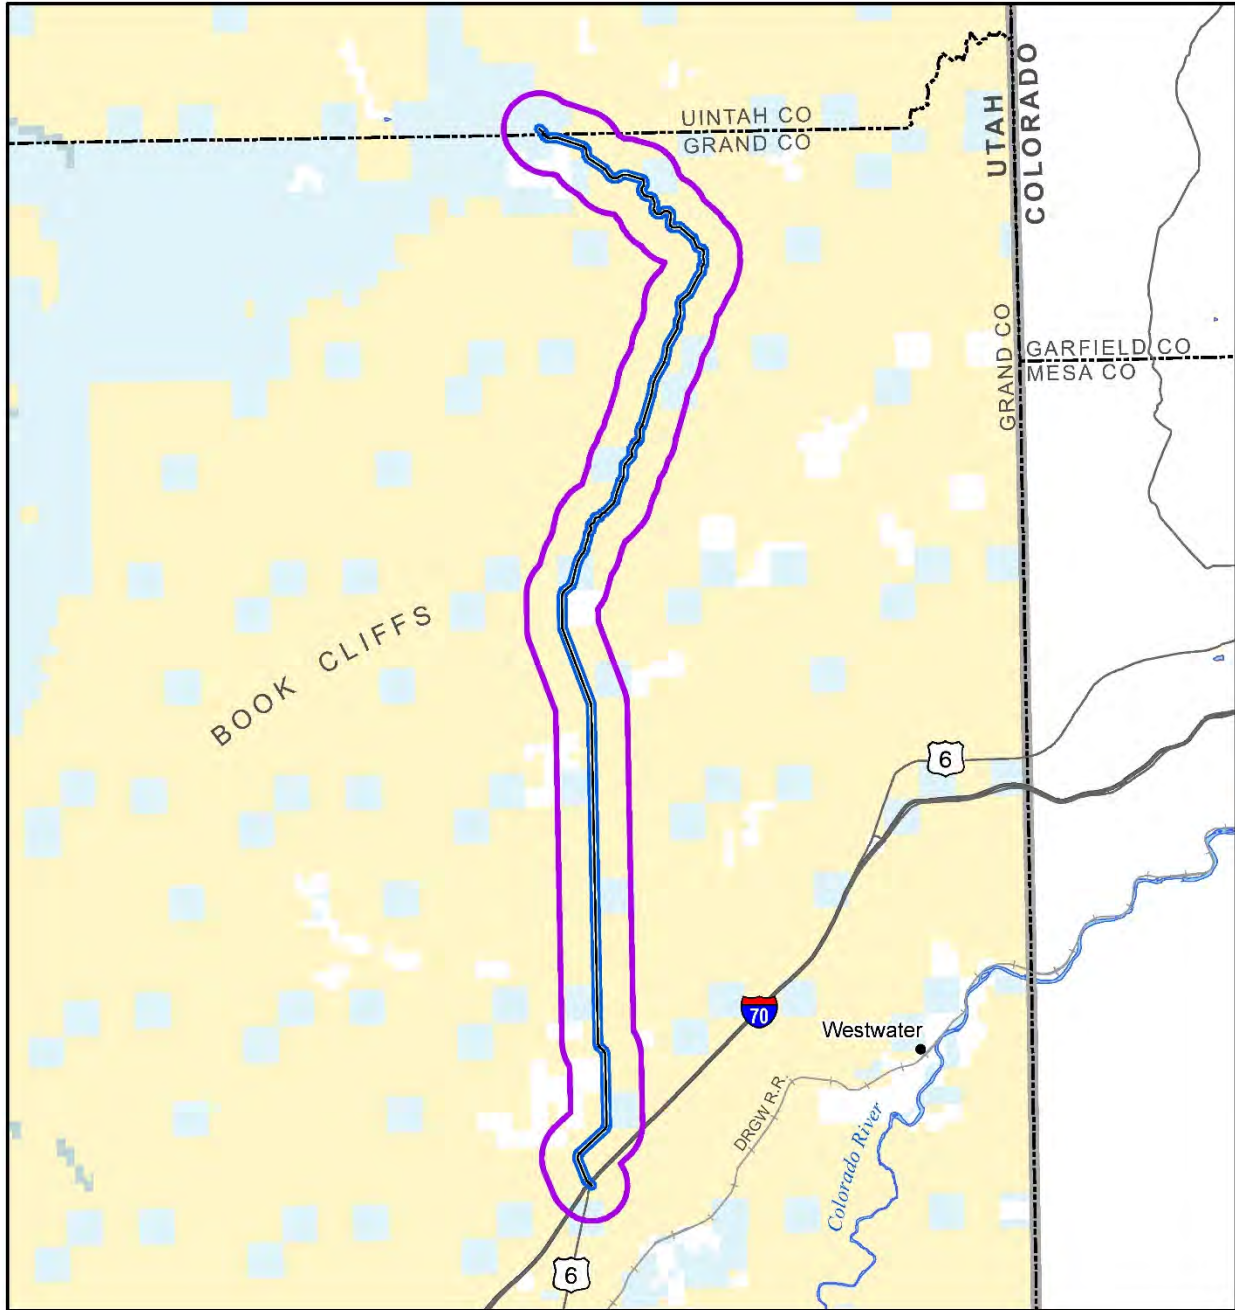 UINTAH CO
GRAND CO
UTAH
COLORADO
GRAND CO
GARFIELD CO
MESA CO
BOOK CLIFFS
6
70
Westwater
DRGW R.R.
Colorado River
6